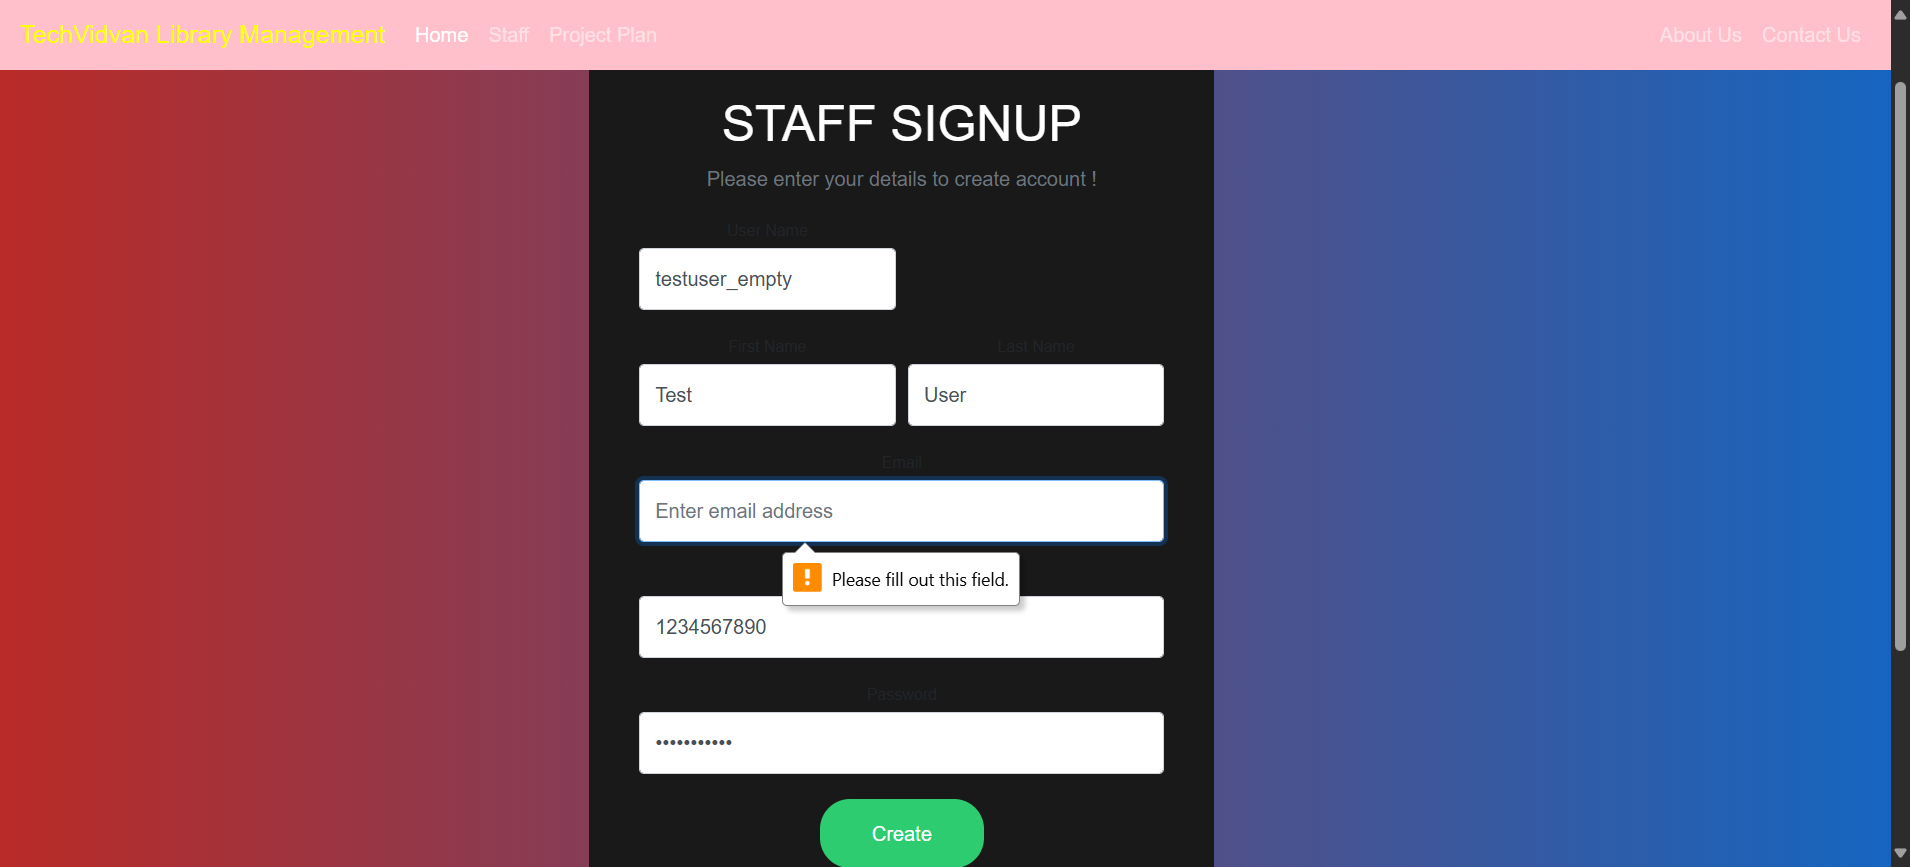 TechVidvan Library Management Home Staff Project Plan About Us Contact Us
STAFF SIGNUP
Please enter your details to create account !
User Name
testuser_empty
First Name Last Name
Test User
Email
Enter email address
Please fill out this field.
1234567890
Password
•••••••••••
Create